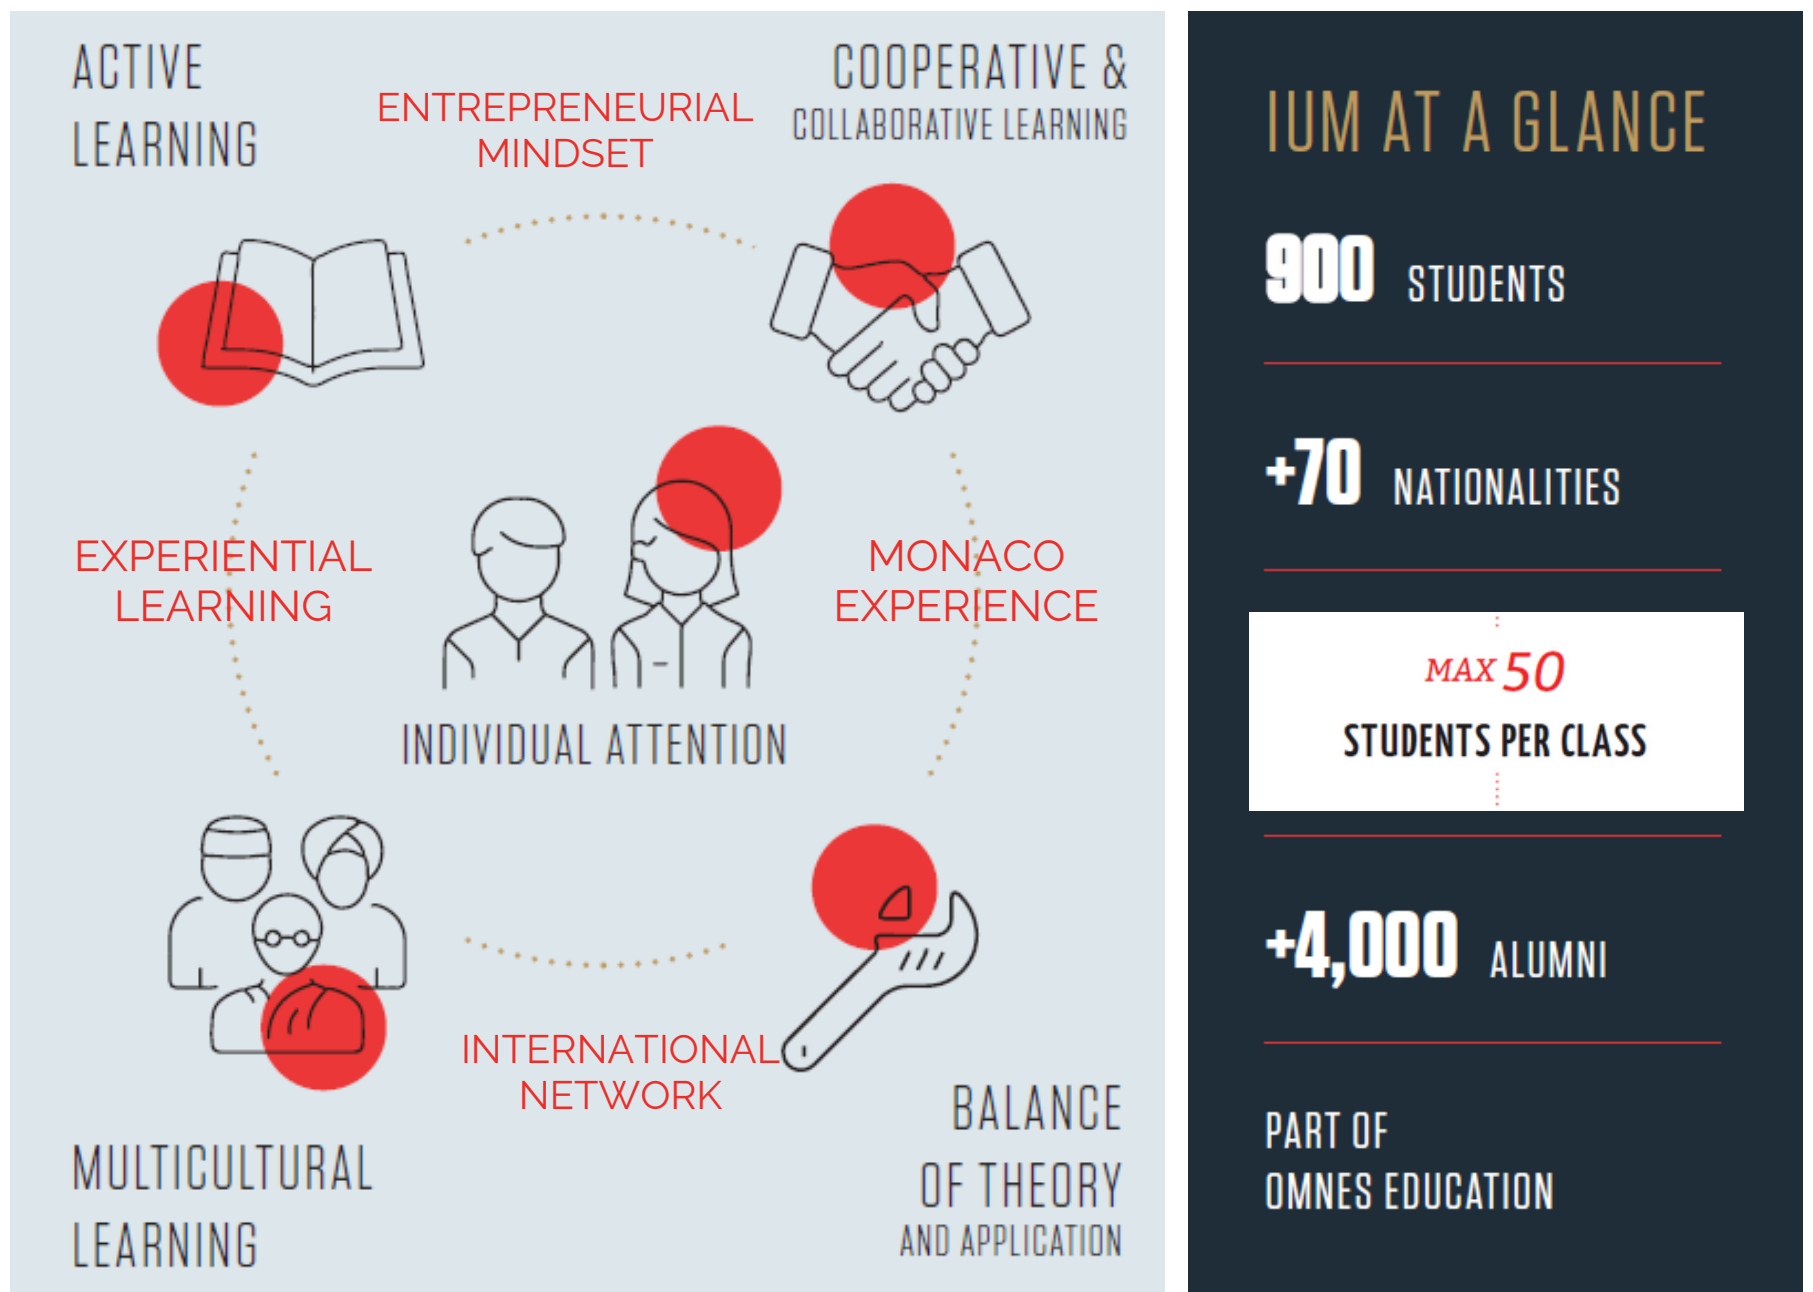 ACTIVE
LEARNING
ENTREPRENEURIAL
MINDSET
COOPERATIVE &
COLLABORATIVE LEARNING
EXPERIENTIAL
LEARNING
MONACO
EXPERIENCE
INDIVIDUAL ATTENTION
INTERNATIONAL
NETWORK
MULTICULTURAL
LEARNING
BALANCE
OF THEORY
AND APPLICATION
IUM AT A GLANCE
900 STUDENTS
+70 NATIONALITIES
MAX 50
STUDENTS PER CLASS
+4,000 ALUMNI
PART OF
OMNES EDUCATION